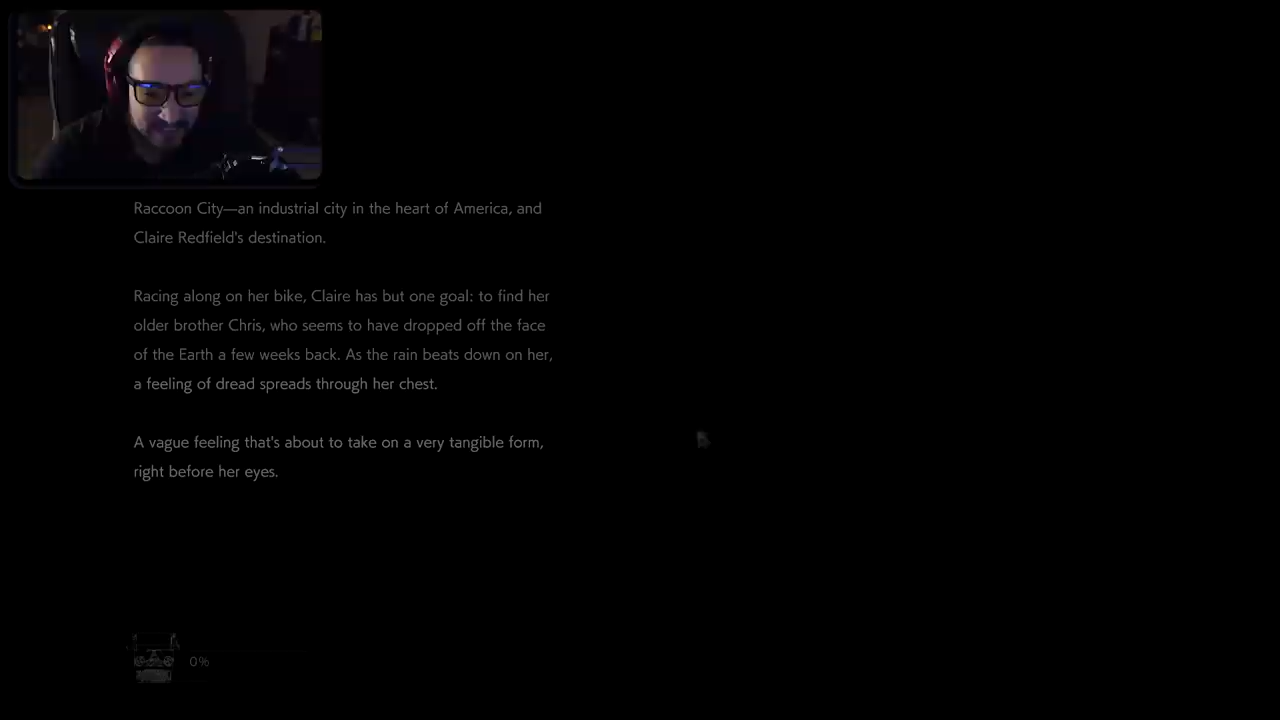 Raccoon City—an industrial city in the heart of America, and
Claire Redfield's destination.
Racing along on her bike, Claire has but one goal: to find her
older brother Chris, who seems to have dropped off the face
of the Earth a few weeks back. As the rain beats down on her,
a feeling of dread spreads through her chest.
A vague feeling that's about to take on a very tangible form,
right before her eyes.
0%